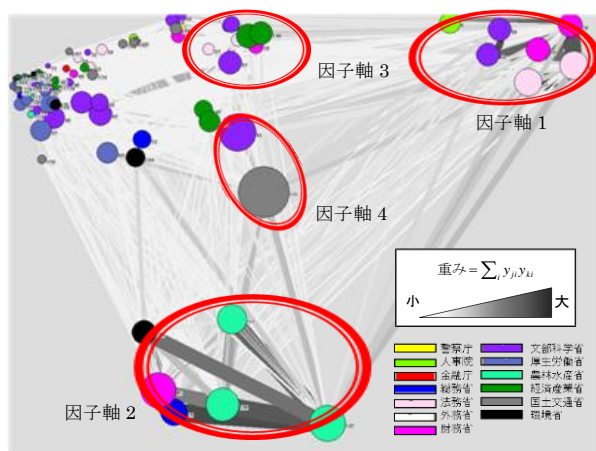 因子軸 3
因子軸 1
因子軸 4
重み=∑i yji yki
小
大
因子軸 2
警察庁
人事院
金融庁
総務省
法務省
外務省
財務省
文部科学省
厚生労働省
農林水産省
経済産業省
国土交通省
環境省